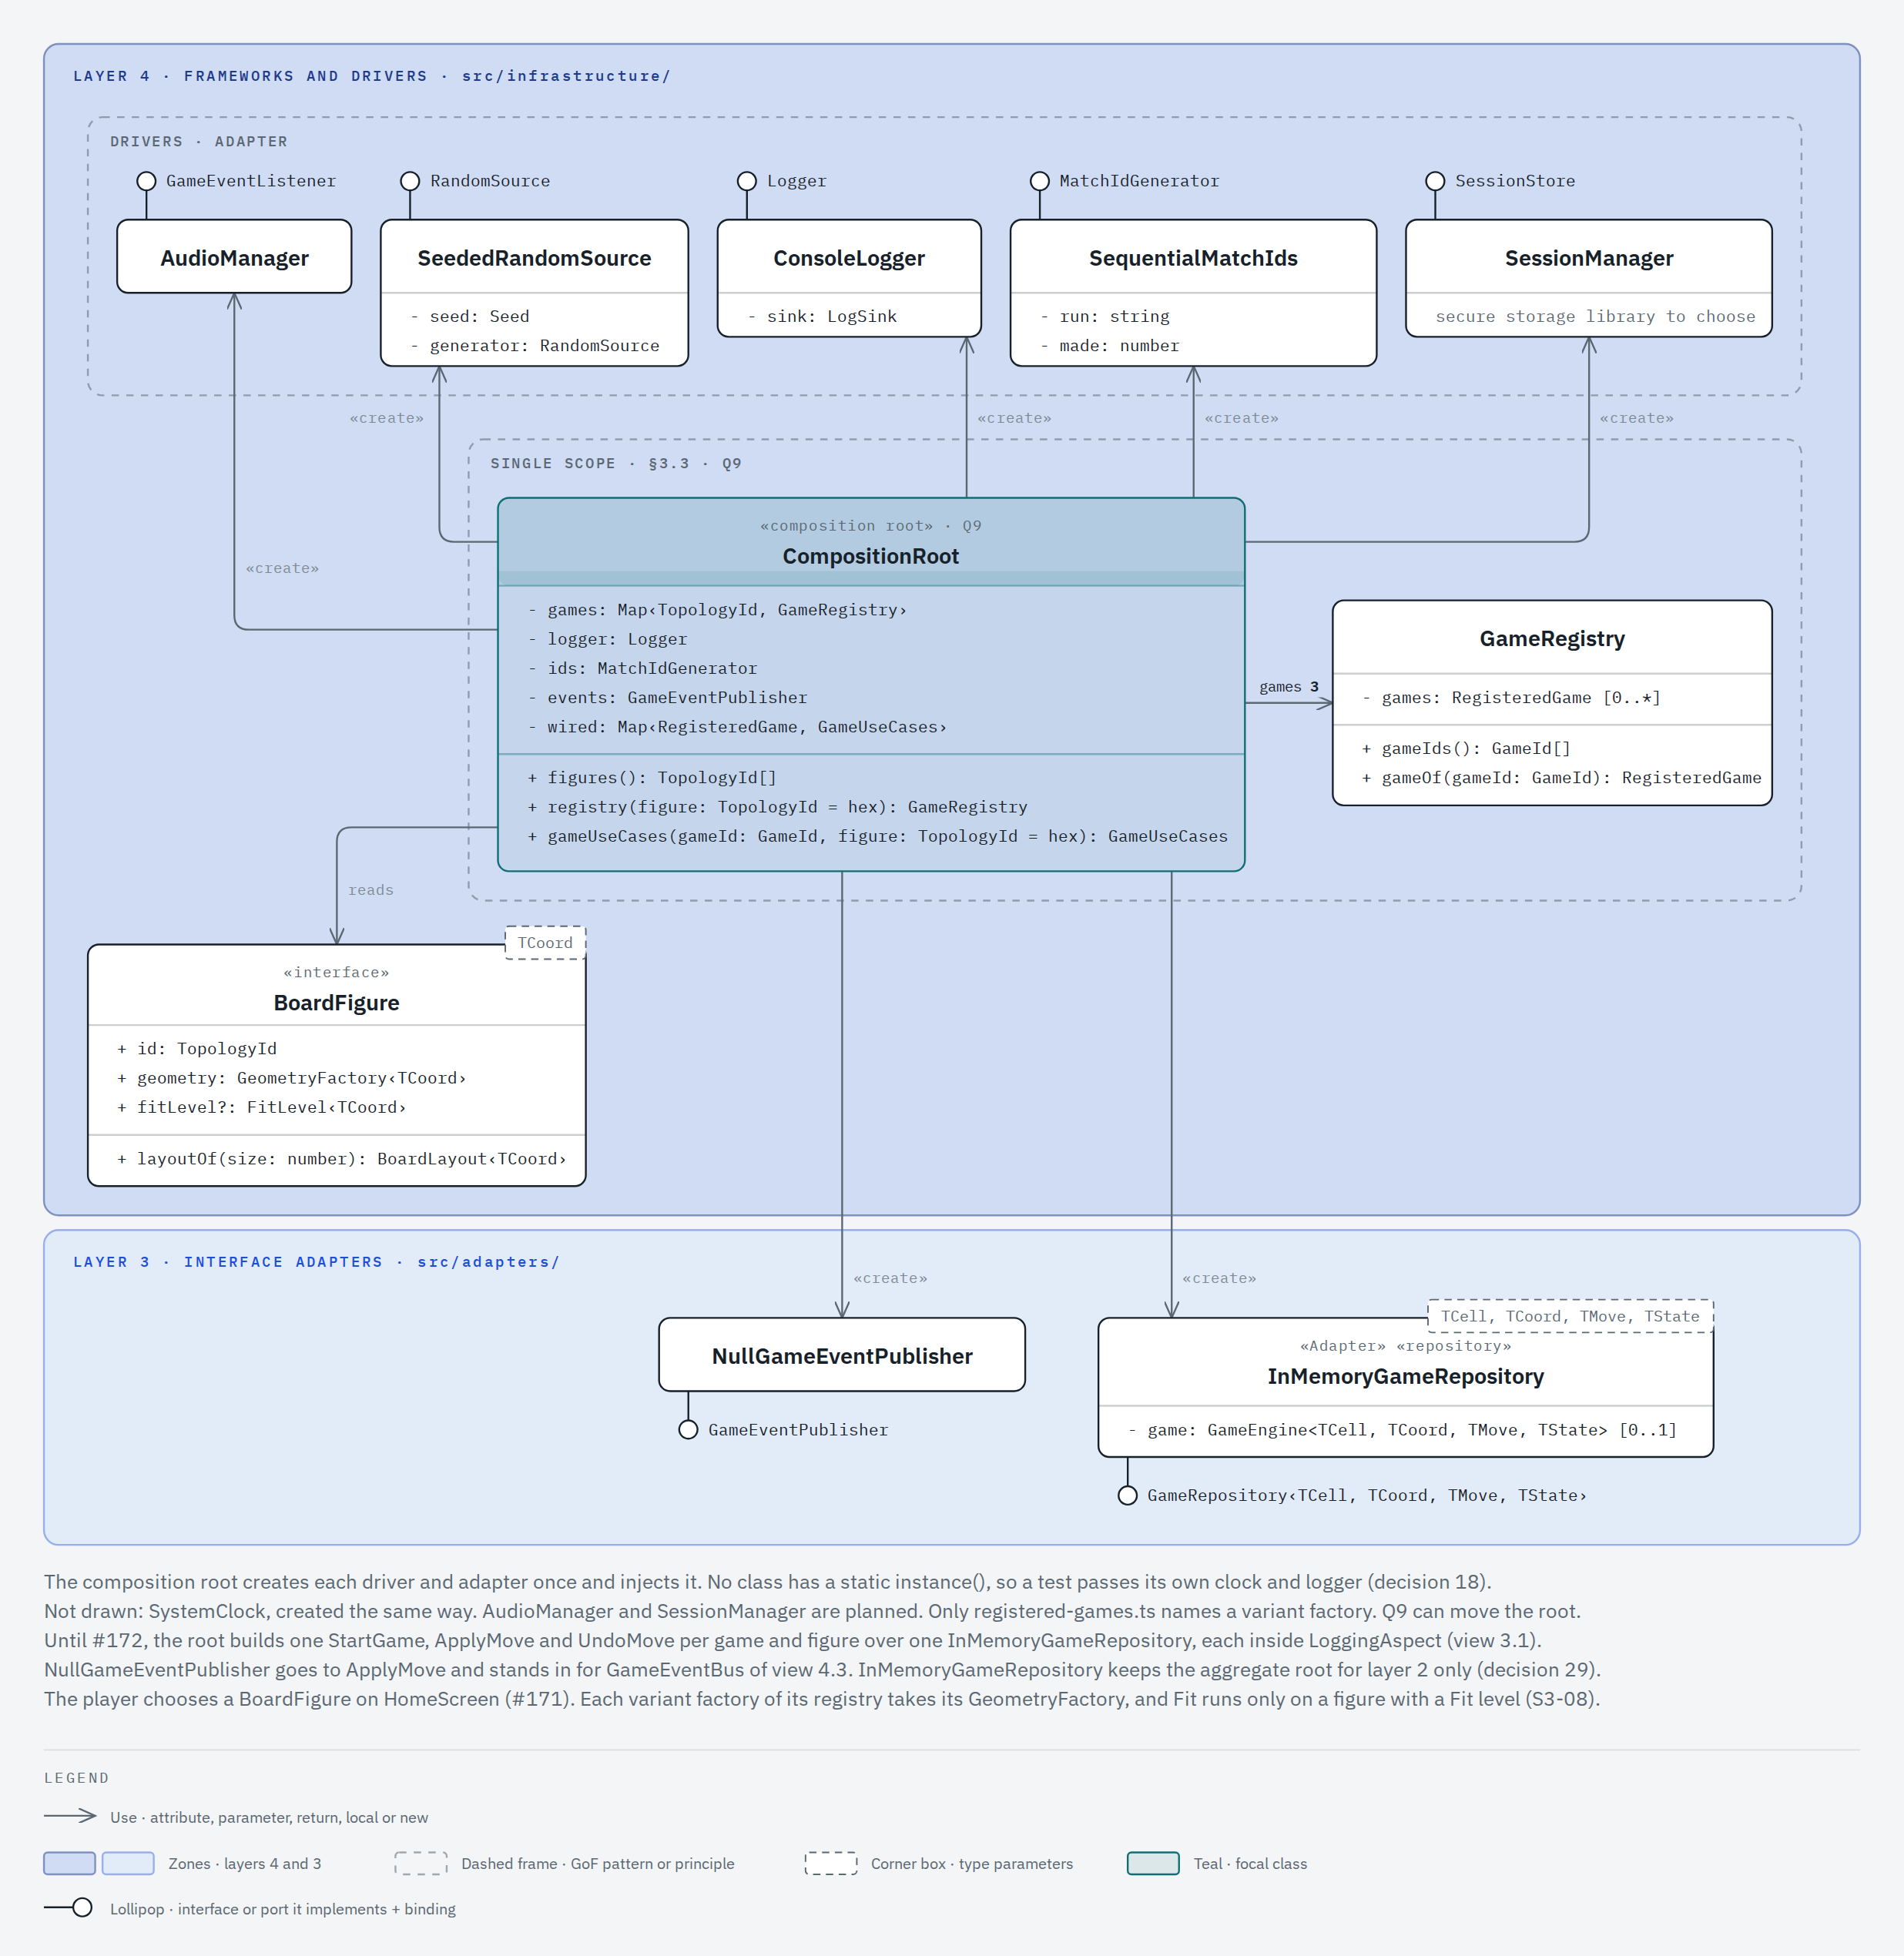 LAYER 4 · FRAMEWORKS AND DRIVERS · src/infrastructure/
DRIVERS · ADAPTER
GameEventListener
RandomSource
Logger
MatchIdGenerator
SessionStore
AudioManager
SeededRandomSource
- seed: Seed
- generator: RandomSource
ConsoleLogger
- sink: LogSink
SequentialMatchIds
- run: string
- made: number
SessionManager
secure storage library to choose
«create»
«create»
«create»
«create»
«create»
SINGLE SCOPE · §3.3 · Q9
«composition root» · Q9
CompositionRoot
- games: Map‹TopologyId, GameRegistry›
- logger: Logger
- ids: MatchIdGenerator
- events: GameEventPublisher
- wired: Map‹RegisteredGame, GameUseCases›
+ figures(): TopologyId[]
+ registry(figure: TopologyId = hex): GameRegistry
+ gameUseCases(gameId: GameId, figure: TopologyId = hex): GameUseCases
games 3
GameRegistry
- games: RegisteredGame [0..*]
+ gameIds(): GameId[]
+ gameOf(gameId: GameId): RegisteredGame
reads
TCoord
«interface»
BoardFigure
+ id: TopologyId
+ geometry: GeometryFactory‹TCoord›
+ fitLevel?: FitLevel‹TCoord›
+ layoutOf(size: number): BoardLayout‹TCoord›
LAYER 3 · INTERFACE ADAPTERS · src/adapters/
«create»
«create»
NullGameEventPublisher
GameEventPublisher
TCell, TCoord, TMove, TState
«Adapter» «repository»
InMemoryGameRepository
- game: GameEngine<TCell, TCoord, TMove, TState> [0..1]
GameRepository‹TCell, TCoord, TMove, TState›
The composition root creates each driver and adapter once and injects it. No class has a static instance(), so a test passes its own clock and logger (decision 18).
Not drawn: SystemClock, created the same way. AudioManager and SessionManager are planned. Only registered-games.ts names a variant factory. Q9 can move the root.
Until #172, the root builds one StartGame, ApplyMove and UndoMove per game and figure over one InMemoryGameRepository, each inside LoggingAspect (view 3.1).
NullGameEventPublisher goes to ApplyMove and stands in for GameEventBus of view 4.3. InMemoryGameRepository keeps the aggregate root for layer 2 only (decision 29).
The player chooses a BoardFigure on HomeScreen (#171). Each variant factory of its registry takes its GeometryFactory, and Fit runs only on a figure with a Fit level (S3-08).
LEGEND
Use · attribute, parameter, return, local or new
Zones · layers 4 and 3
Dashed frame · GoF pattern or principle
Corner box · type parameters
Teal · focal class
Lollipop · interface or port it implements + binding